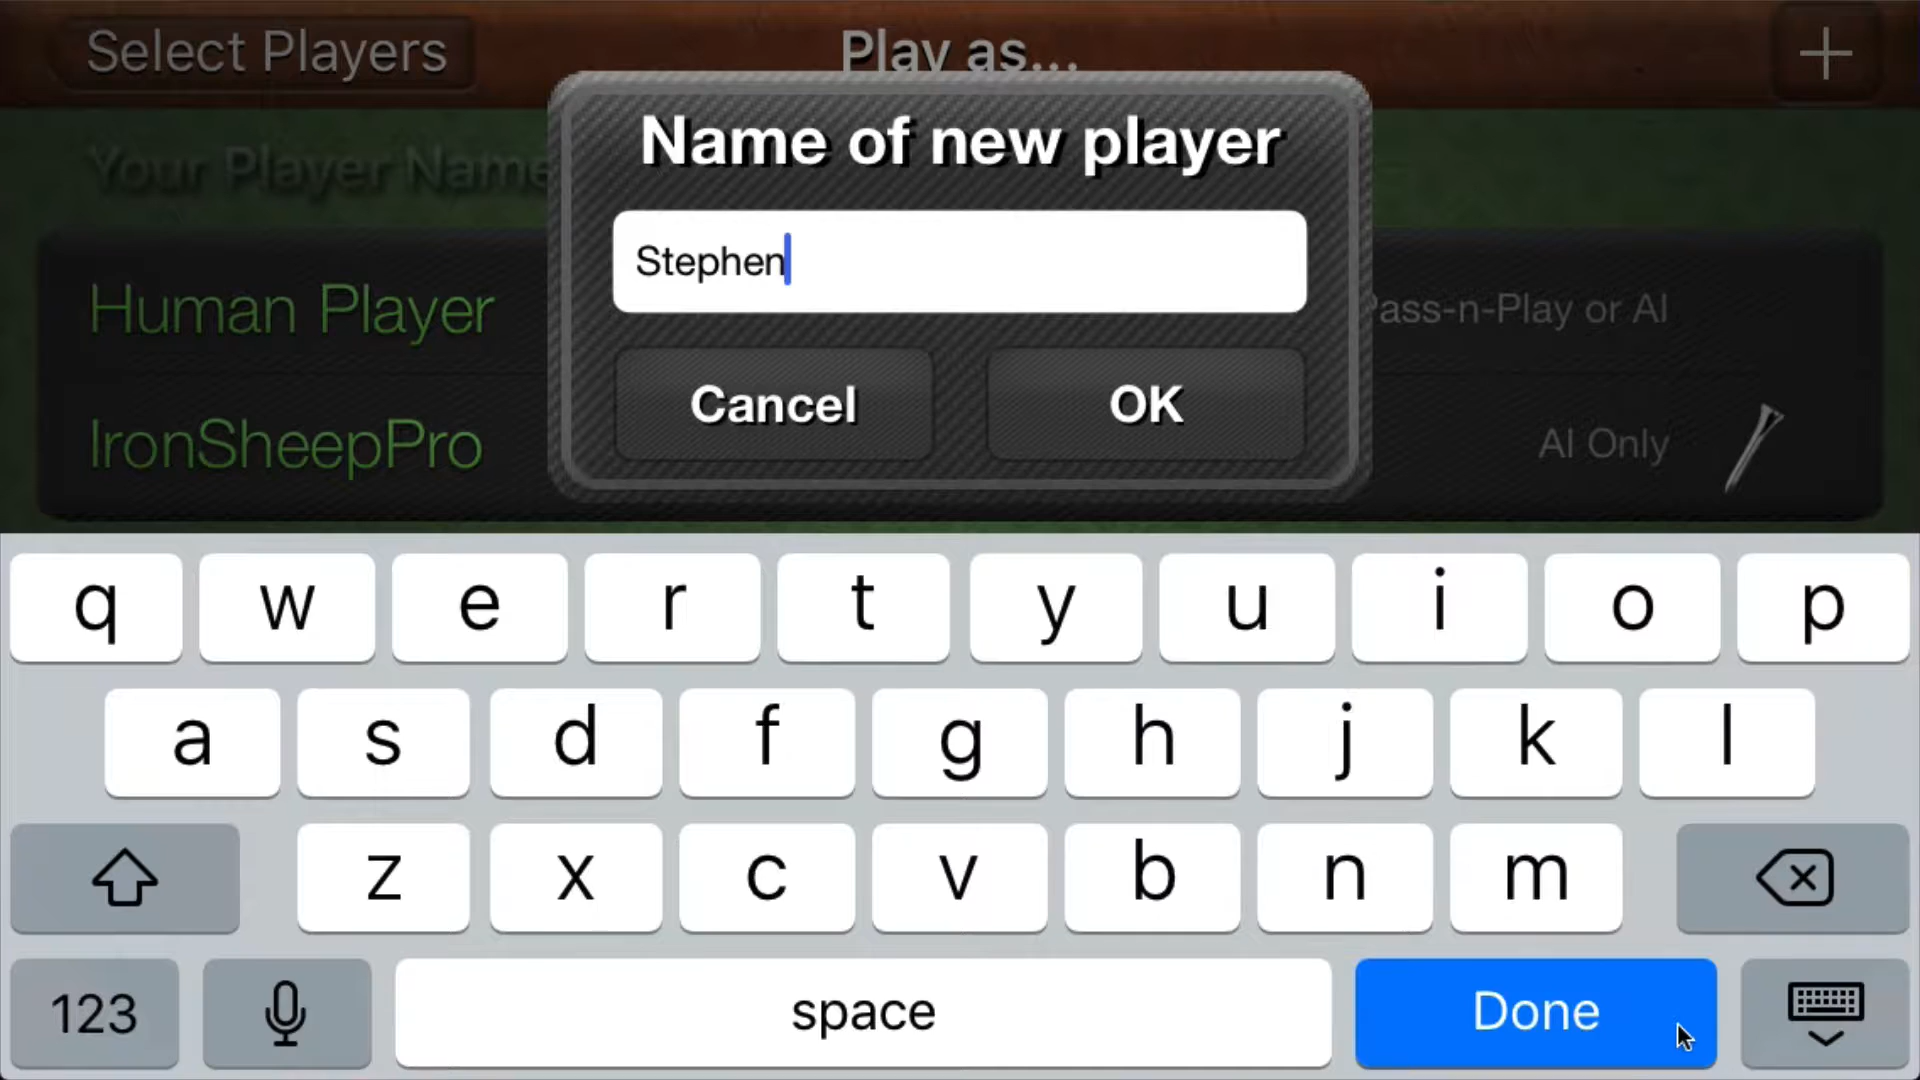 Select Players
Play as...
Your Player Name
Name of new player
Stephen
Human Player
Pass-n-Play or AI
Cancel
OK
IronSheepPro
AI Only
q w e r t y u i o p
a s d f g h j k l
z x c v b n m
123
space
Done